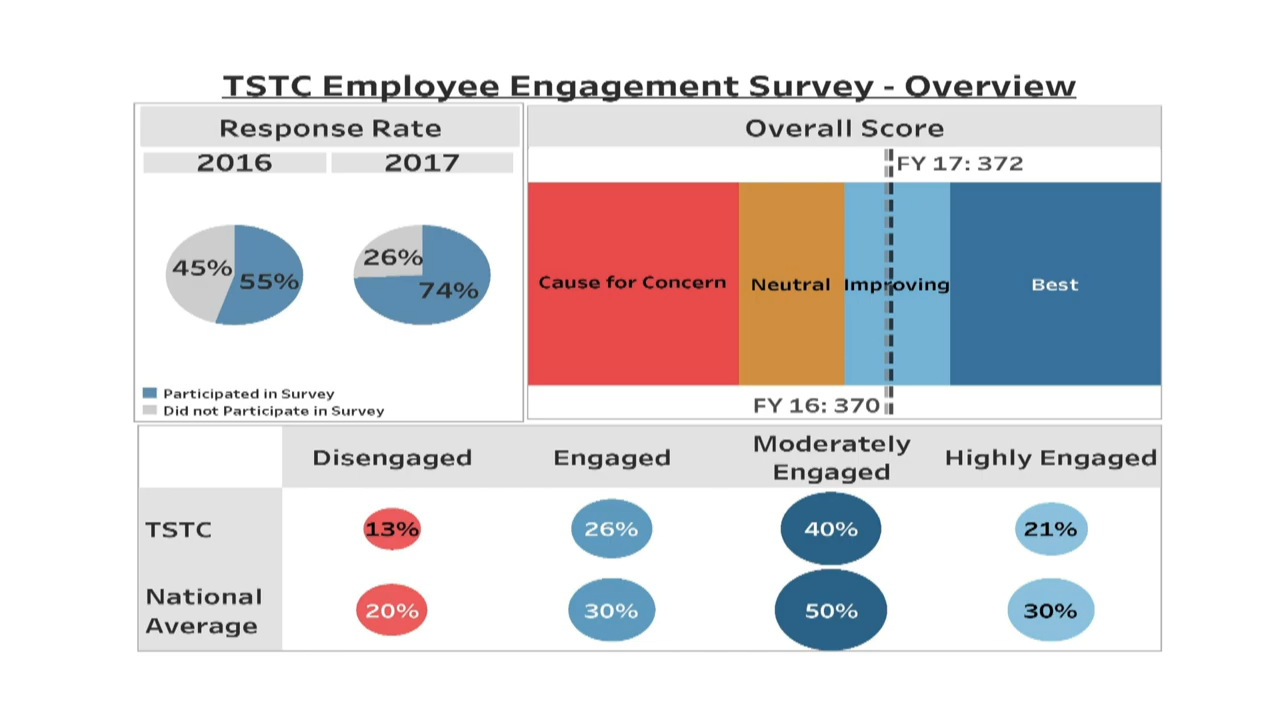 TSTC Employee Engagement Survey - Overview
Response Rate
2016 2017
45% 55%
26% 74%
Participated in Survey
Did not Participate in Survey
Overall Score
FY 17: 372
Cause for Concern Neutral Improving Best
FY 16: 370
Disengaged Engaged Moderately Engaged Highly Engaged
TSTC 13% 26% 40% 21%
National Average 20% 30% 50% 30%